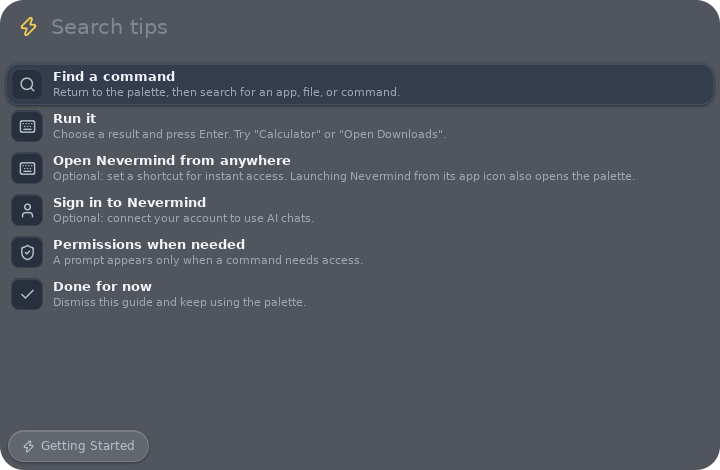 Search tips
Find a command
Return to the palette, then search for an app, file, or command.
Run it
Choose a result and press Enter. Try "Calculator" or "Open Downloads".
Open Nevermind from anywhere
Optional: set a shortcut for instant access. Launching Nevermind from its app icon also opens the palette.
Sign in to Nevermind
Optional: connect your account to use AI chats.
Permissions when needed
A prompt appears only when a command needs access.
Done for now
Dismiss this guide and keep using the palette.
Getting Started